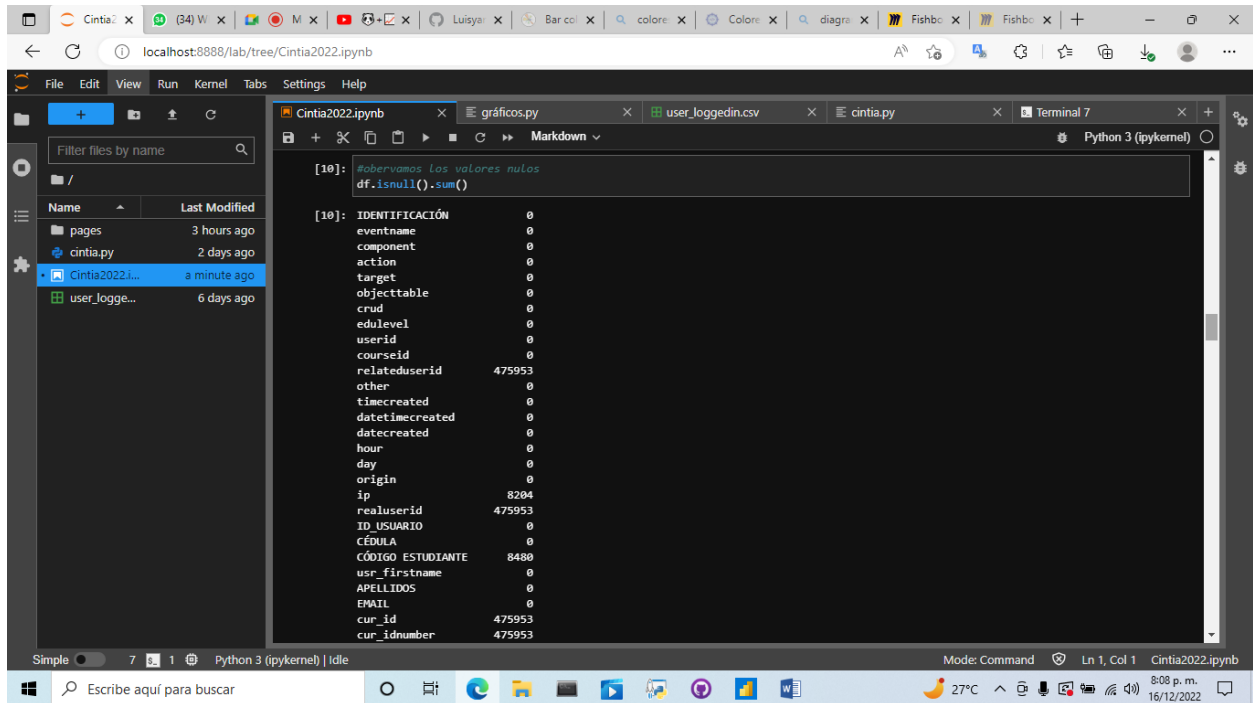 Cintia2
(34) W
M
Luisyar
Bar col
colore
Colore
diagra
Fishbo
Fishbo
localhost:8888/lab/tree/Cintia2022.ipynb
File Edit View Run Kernel Tabs Settings Help
Cintia2022.ipynb
gráficos.py
user_loggedin.csv
cintia.py
Terminal 7
Markdown
Python 3 (ipykernel)
Filter files by name
/
Name Last Modified
pages 3 hours ago
cintia.py 2 days ago
Cintia2022.i... a minute ago
user_logge... 6 days ago
[10]: #obervamos los valores nulos
df.isnull().sum()
[10]: IDENTIFICACIÓN 0
eventname 0
component 0
action 0
target 0
objecttable 0
crud 0
edulevel 0
userid 0
courseid 0
relateduserid 475953
other 0
timecreated 0
datetimecreated 0
datecreated 0
hour 0
day 0
origin 0
ip 8204
realuserid 475953
ID_USUARIO 0
CÉDULA 0
CÓDIGO ESTUDIANTE 8480
usr_firstname 0
APELLIDOS 0
EMAIL 0
cur_id 475953
cur_idnumber 475953
Simple 7 1 Python 3 (ipykernel) | Idle Mode: Command Ln 1, Col 1 Cintia2022.ipynb
Escribe aquí para buscar
27°C
8:08 p. m.
16/12/2022